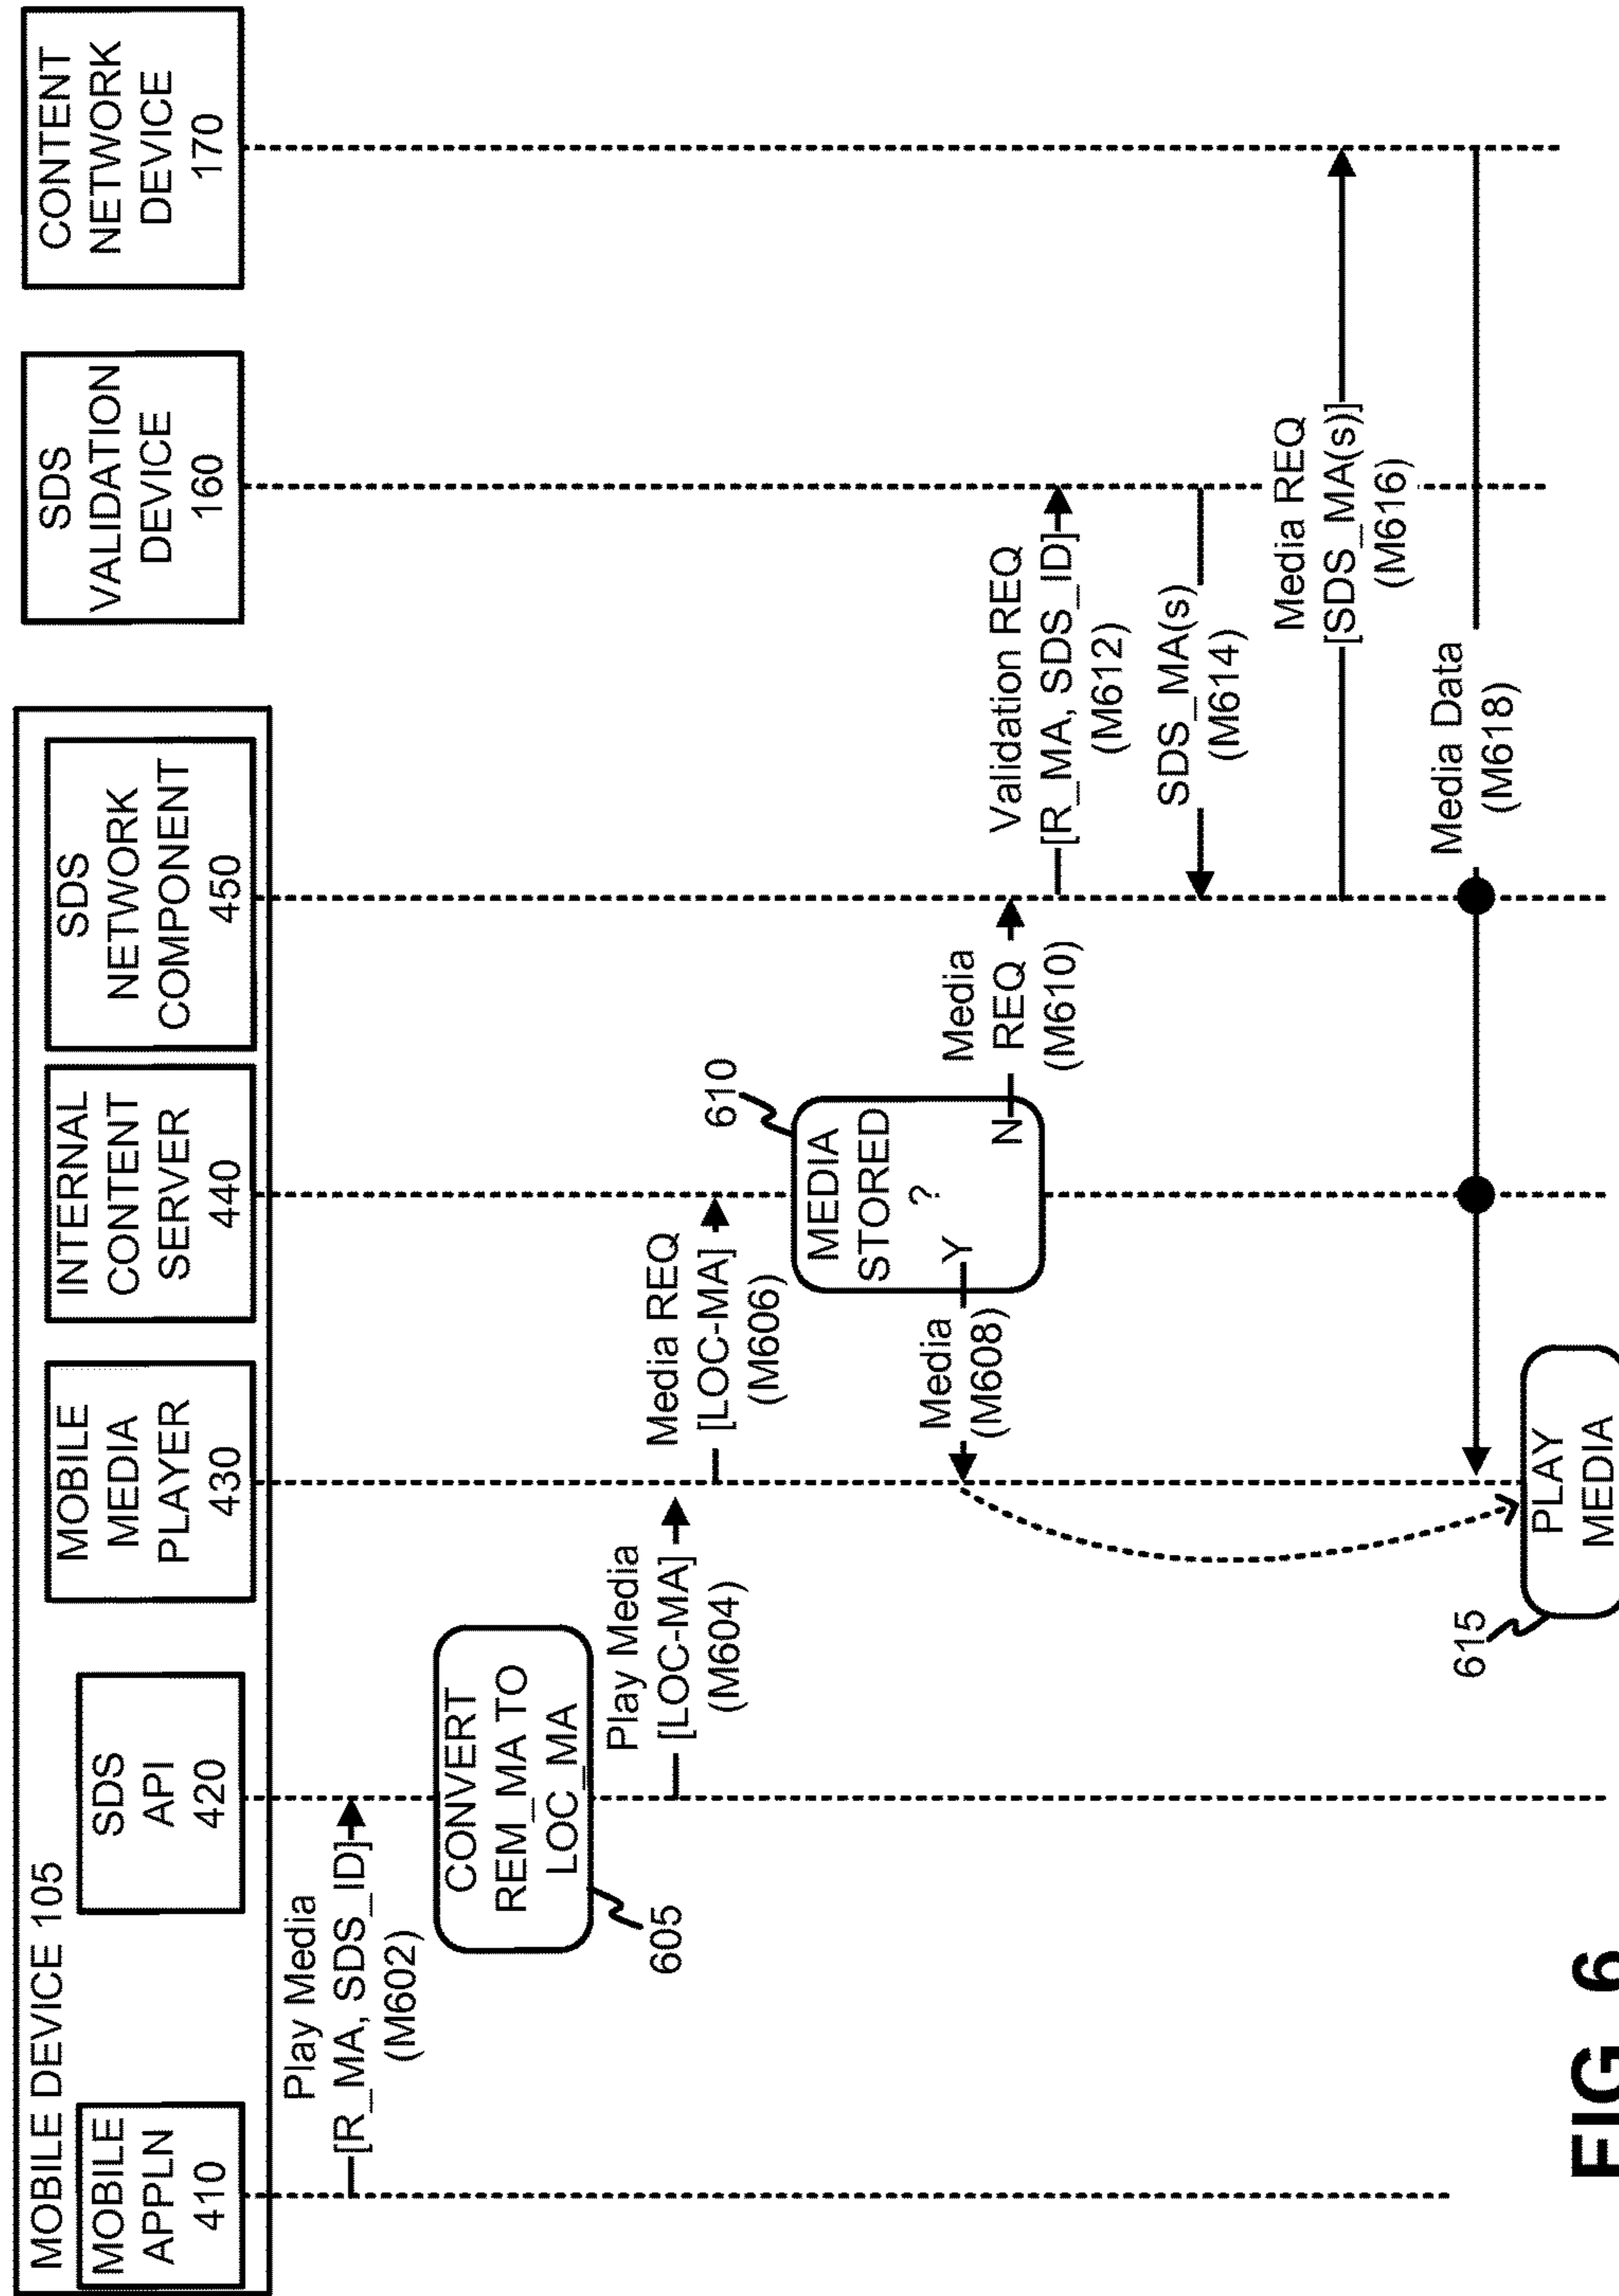 MOBILE DEVICE 105
MOBILE
APPLN
410
SDS
API
420
MOBILE
MEDIA
PLAYER
430
INTERNAL
CONTENT
SERVER
440
SDS
NETWORK
COMPONENT
450
SDS
VALIDATION
DEVICE
160
CONTENT
NETWORK
DEVICE
170
Play Media
[R_MA, SDS_ID]
(M602)
CONVERT
REM_MA TO
LOC_MA
605
Play Media
[LOC-MA]
(M604)
Media REQ
[LOC-MA]
(M606)
610
MEDIA
STORED
?
Y
N
Media
(M608)
Media
REQ
(M610)
Validation REQ
[R_MA, SDS_ID]
(M612)
SDS_MA(s)
(M614)
Media REQ
[SDS_MA(s)]
(M616)
Media Data
(M618)
615
PLAY
MEDIA
FIG 6